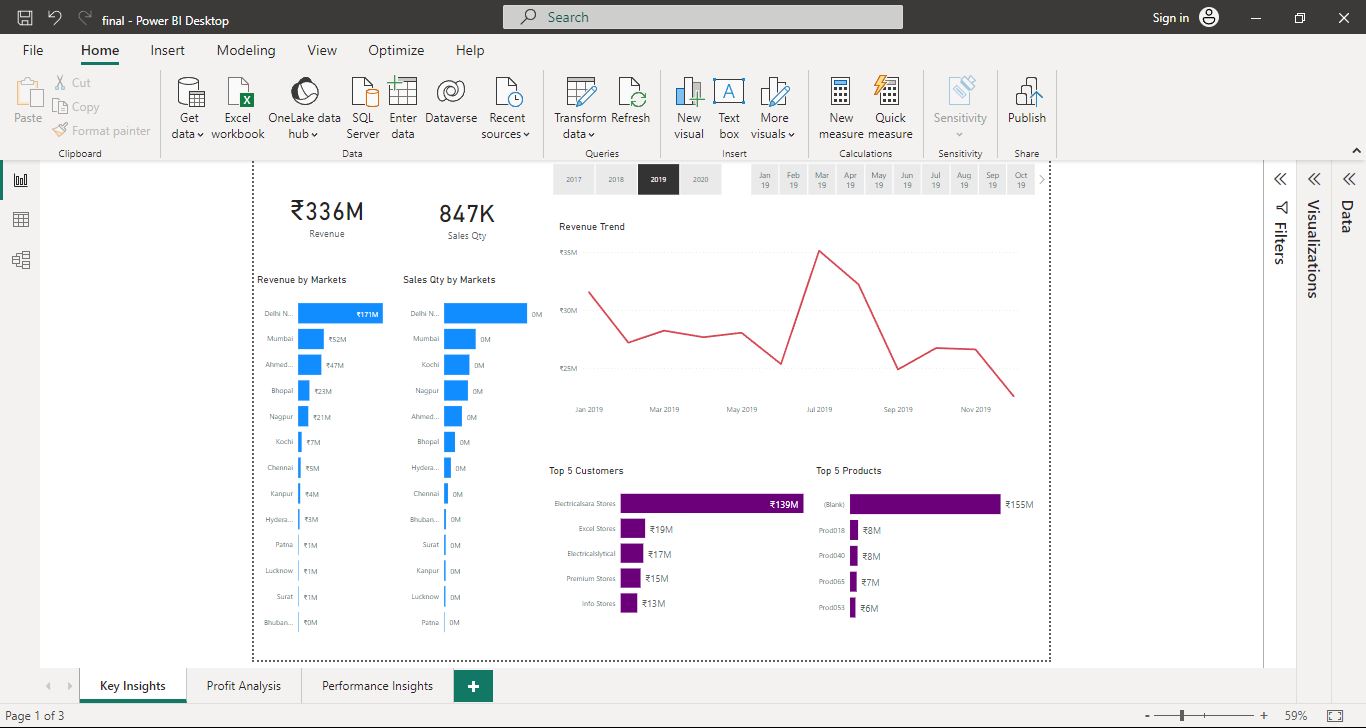 final - Power BI Desktop
Search
Sign in
File Home Insert Modeling View Optimize Help
Paste
Cut
Copy
Format painter
Clipboard
Get data
Excel workbook
OneLake data hub
SQL Server
Enter data
Dataverse
Recent sources
Data
Transform data
Refresh
Queries
New visual
Text box
More visuals
Insert
New measure
Quick measure
Calculations
Sensitivity
Sensitivity
Publish
Share
2017 2018 2019 2020
Jan 19 Feb 19 Mar 19 Apr 19 May 19 Jun 19 Jul 19 Aug 19 Sep 19 Oct 19
₹336M
Revenue
847K
Sales Qty
Revenue by Markets
Delhi N... ₹171M
Mumbai ₹52M
Ahmed... ₹47M
Bhopal ₹23M
Nagpur ₹21M
Kochi ₹7M
Chennai ₹5M
Kanpur ₹4M
Hydera... ₹3M
Patna ₹1M
Lucknow ₹1M
Surat ₹1M
Bhuban... ₹0M
Sales Qty by Markets
Delhi N... 0M
Mumbai 0M
Kochi 0M
Nagpur 0M
Ahmed... 0M
Bhopal 0M
Hydera... 0M
Chennai 0M
Bhuban... 0M
Surat 0M
Kanpur 0M
Lucknow 0M
Patna 0M
Revenue Trend
₹35M
₹30M
₹25M
Jan 2019 Mar 2019 May 2019 Jul 2019 Sep 2019 Nov 2019
Top 5 Customers
Electricalsara Stores ₹139M
Excel Stores ₹19M
Electricalslytical ₹17M
Premium Stores ₹15M
Info Stores ₹13M
Top 5 Products
(Blank) ₹155M
Prod018 ₹8M
Prod040 ₹8M
Prod065 ₹7M
Prod053 ₹6M
Filters
Visualizations
Data
Key Insights Profit Analysis Performance Insights +
Page 1 of 3
- + 59%